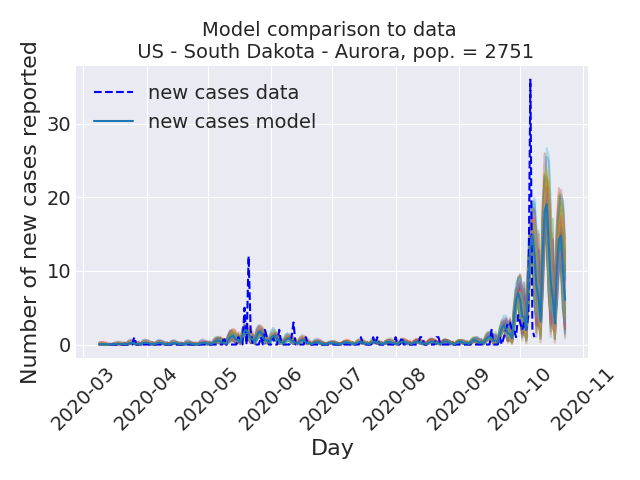 Model comparison to data
US - South Dakota - Aurora, pop. = 2751
Number of new cases reported
new cases data
new cases model
30
20
10
0
2020-03
2020-04
2020-05
2020-06
2020-07
2020-08
2020-09
2020-10
2020-11
Day